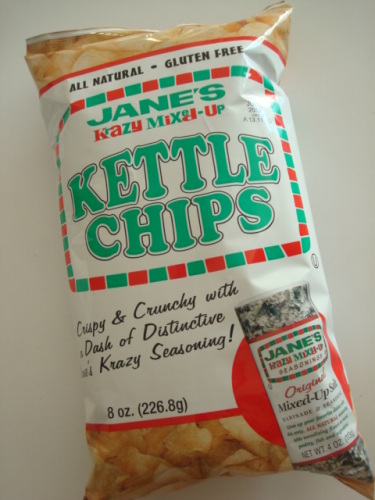 ALL NATURAL - GLUTEN FREE
JANE'S
Krazy Mixed-Up
KETTLE
CHIPS
Crispy & Crunchy with
a Dash of Distinctive
Krazy Seasoning!
8 oz. (226.8g)
JANE'S
Krazy Mixed-Up
SEASONINGS
Original
Mixed-Up Salt
NET WT. 4 OZ.